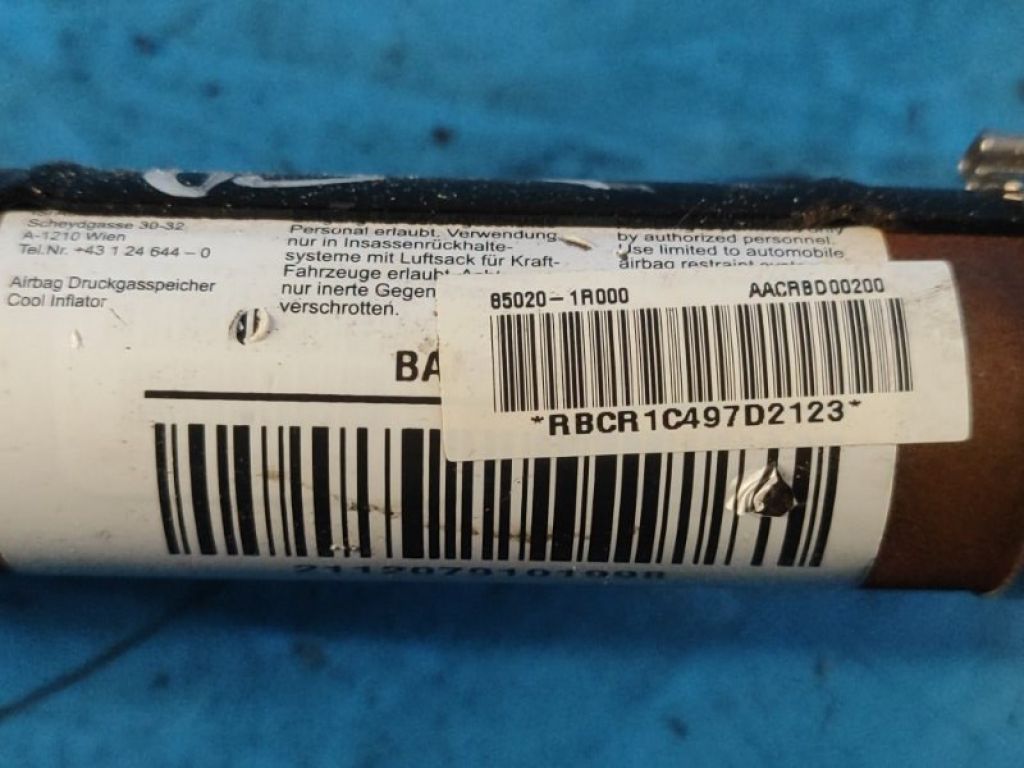 Scheydgasse 30-32
A-1210 Wien
Tel.Nr. +43 1 24 644 – 0
Airbag Druckgasspeicher
Cool Inflator
Personal erlaubt. Verwendung
nur in Insassenrückhalte-
systeme mit Luftsack für Kraft-
Fahrzeuge erlaubt.
nur inerte Gegen
verschrotten.
only
by authorized personnel.
Use limited to automobile
airbag restraint
BA
85020-1R000
AACRBD00200
*RBCR1C497D2123*